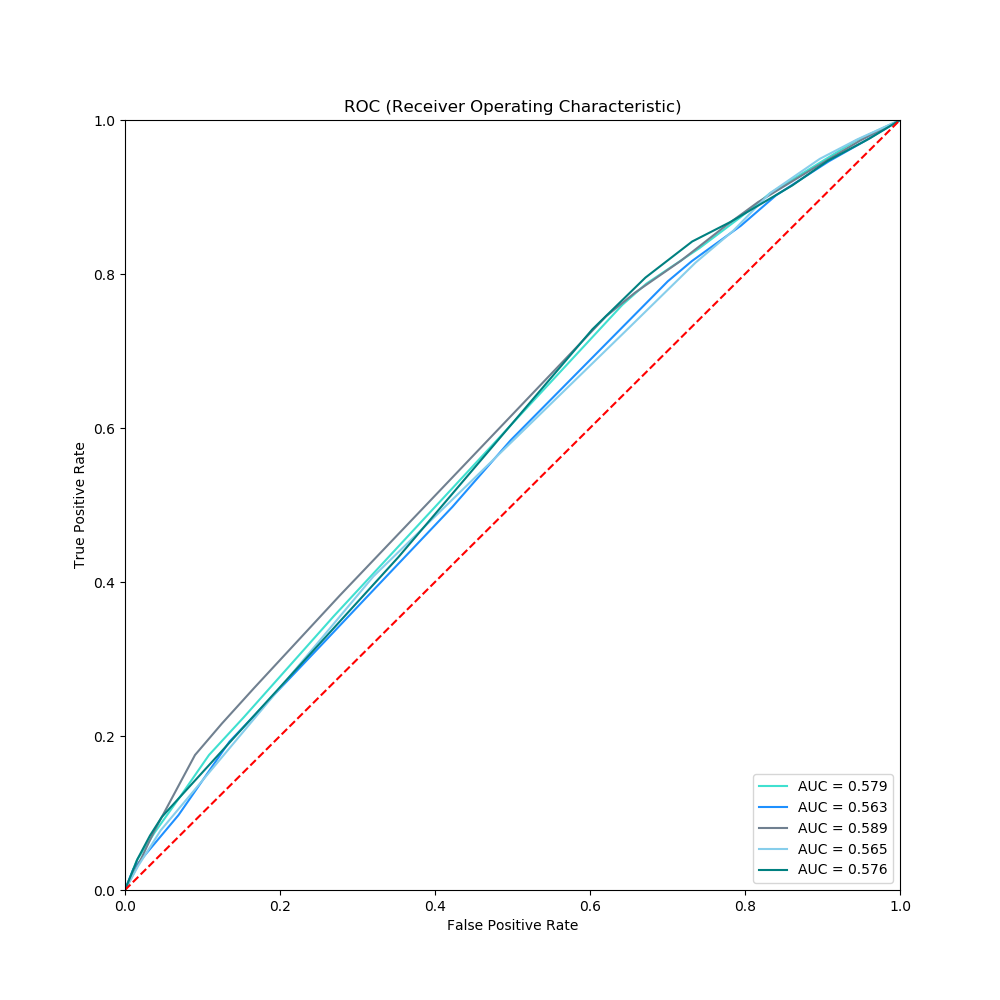 ROC (Receiver Operating Characteristic)
1.0
0.8
0.6
0.4
0.2
0.0
True Positive Rate
AUC = 0.579
AUC = 0.563
AUC = 0.589
AUC = 0.565
AUC = 0.576
0.0 0.2 0.4 0.6 0.8 1.0
False Positive Rate